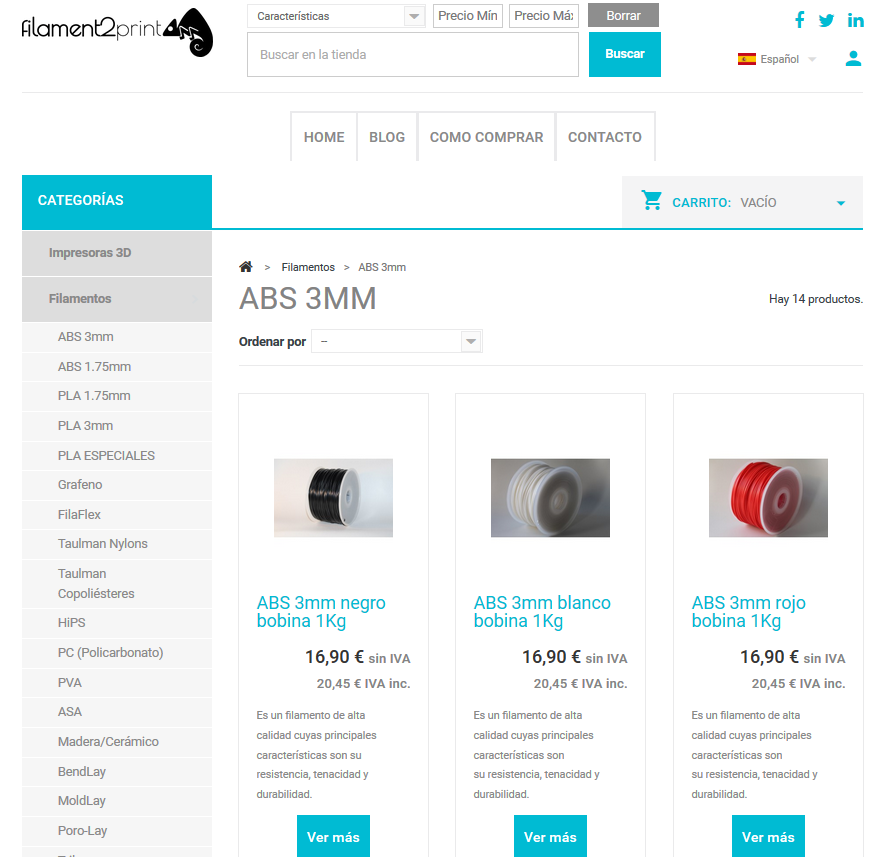 filament2print
Características
Precio Mín
Precio Máx
Borrar
Buscar en la tienda
Buscar
Español
HOME
BLOG
COMO COMPRAR
CONTACTO
CATEGORÍAS
CARRITO: VACÍO
Impresoras 3D
Filamentos
ABS 3mm
ABS 1.75mm
PLA 1.75mm
PLA 3mm
PLA ESPECIALES
Grafeno
FilaFlex
Taulman Nylons
Taulman
Copoliésteres
HiPS
PC (Policarbonato)
PVA
ASA
Madera/Cerámico
BendLay
MoldLay
Poro-Lay
> Filamentos > ABS 3mm
ABS 3MM
Hay 14 productos.
Ordenar por --
ABS 3mm negro
bobina 1Kg
16,90 € sin IVA
20,45 € IVA inc.
Es un filamento de alta
calidad cuyas principales
características son su
resistencia, tenacidad y
durabilidad.
Ver más
ABS 3mm blanco
bobina 1Kg
16,90 € sin IVA
20,45 € IVA inc.
Es un filamento de alta
calidad cuyas principales
características son
su resistencia, tenacidad y
durabilidad.
Ver más
ABS 3mm rojo
bobina 1Kg
16,90 € sin IVA
20,45 € IVA inc.
Es un filamento de alta
calidad cuyas principales
características son
su resistencia, tenacidad y
durabilidad.
Ver más